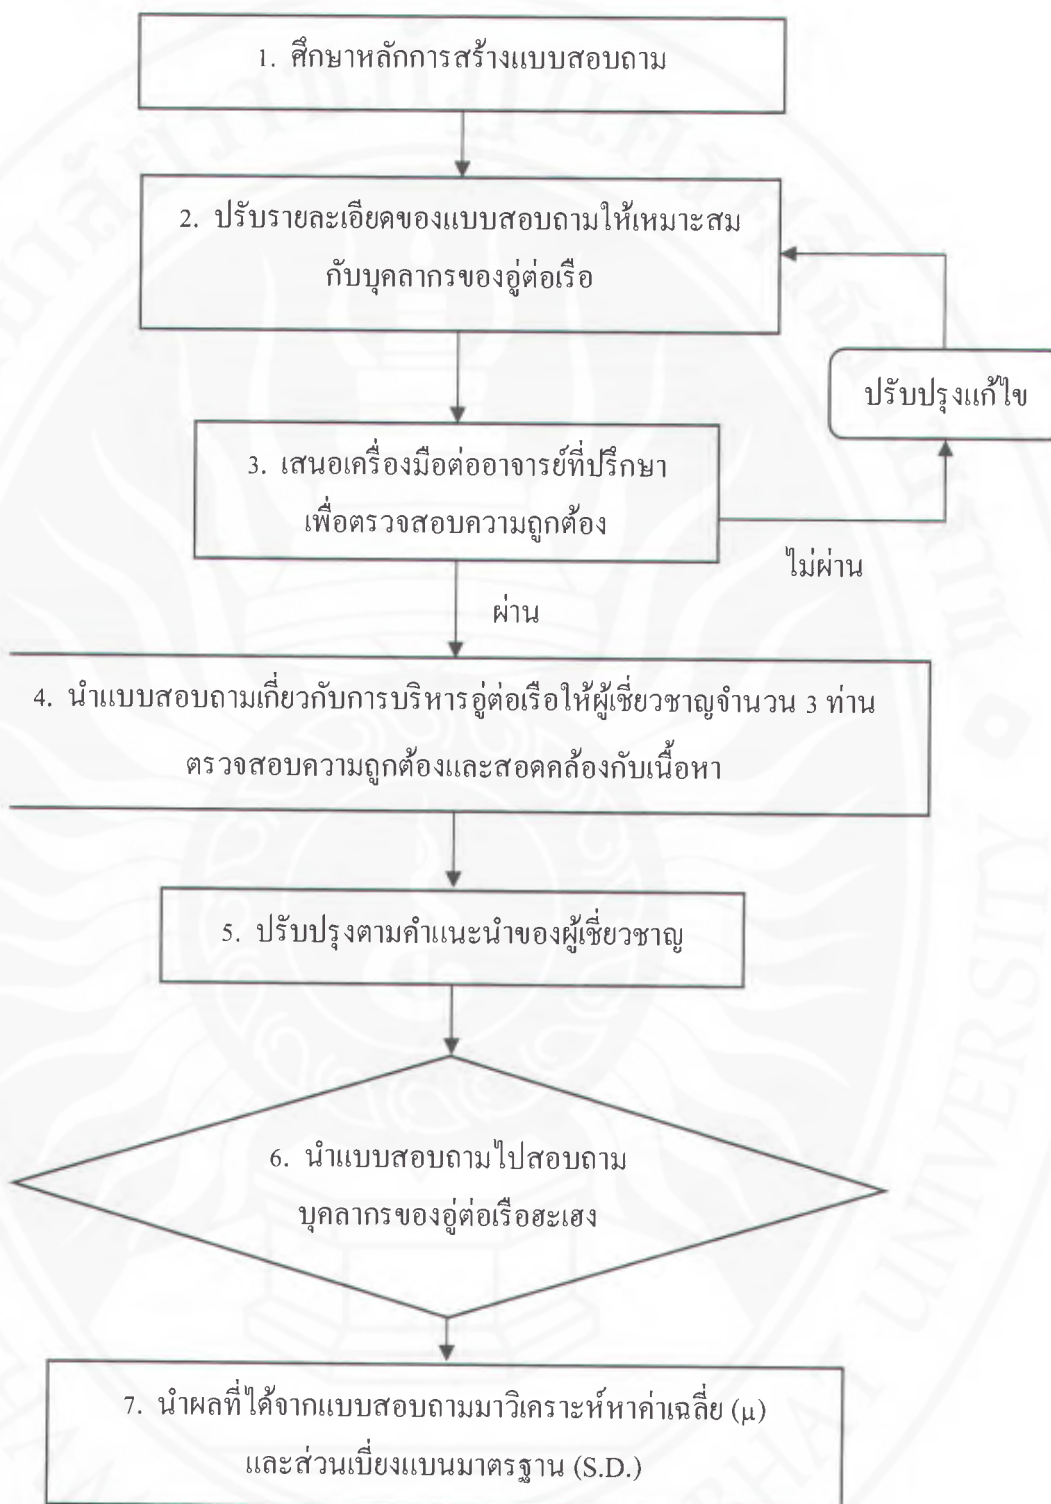 1. ศึกษาหลักการสร้างแบบสอบถาม
2. ปรับรายละเอียดของแบบสอบถามให้เหมาะสม
กับบุคลากรของอู่ต่อเรือ
ปรับปรุงแก้ไข
3. เสนอเครื่องมือต่ออาจารย์ที่ปรึกษา
เพื่อตรวจสอบความถูกต้อง
ไม่ผ่าน
ผ่าน
4. นำแบบสอบถามเกี่ยวกับการบริหารอู่ต่อเรือให้ผู้เชี่ยวชาญจำนวน 3 ท่าน
ตรวจสอบความถูกต้องและสอดคล้องกับเนื้อหา
5. ปรับปรุงตามคำแนะนำของผู้เชี่ยวชาญ
6. นำแบบสอบถามไปสอบถาม
บุคลากรของอู่ต่อเรือฮะเฮง
7. นำผลที่ได้จากแบบสอบถามมาวิเคราะห์หาค่าเฉลี่ย (μ)
และส่วนเบี่ยงเบนมาตรฐาน (S.D.)
UNIVERSITY